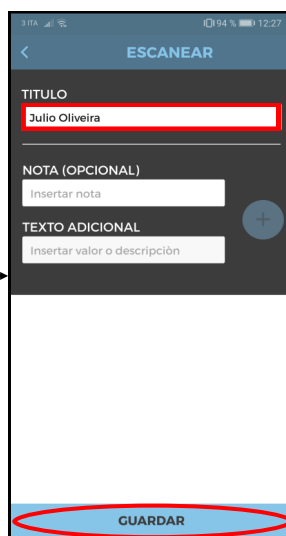 3 ITA 94 % 12:27
ESCANEAR
TITULO
Julio Oliveira
NOTA (OPCIONAL)
Insertar nota
TEXTO ADICIONAL
Insertar valor o descripciòn
GUARDAR